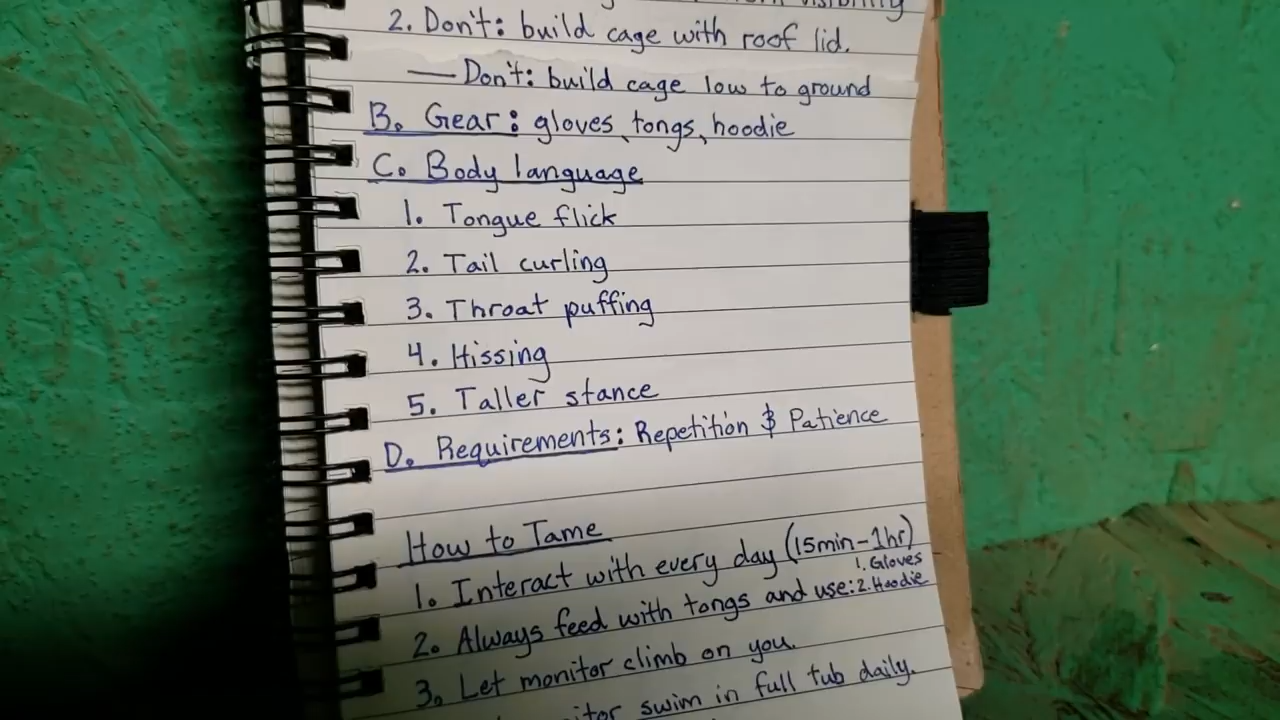 visibility
2. Don't: build cage with roof lid.
— Don't: build cage low to ground
B. Gear: gloves, tongs, hoodie
C. Body language
1. Tongue flick
2. Tail curling
3. Throat puffing
4. Hissing
5. Taller stance
D. Requirements: Repetition & Patience
How to Tame
1. Interact with every day (15min-1hr)
2. Always feed with tongs and use: 1. Gloves 2. Hoodie
3. Let monitor climb on you.
swim in full tub daily.